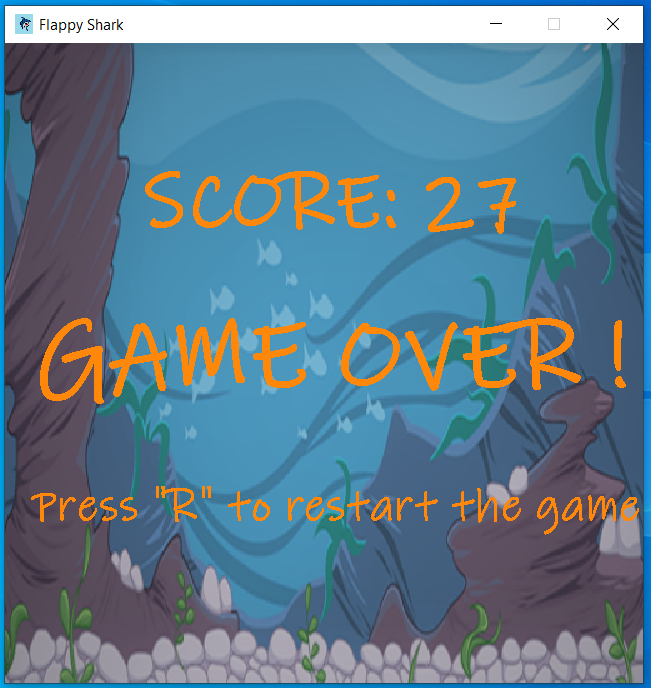 Flappy Shark
SCORE: 27
GAME OVER !
Press "R" to restart the game